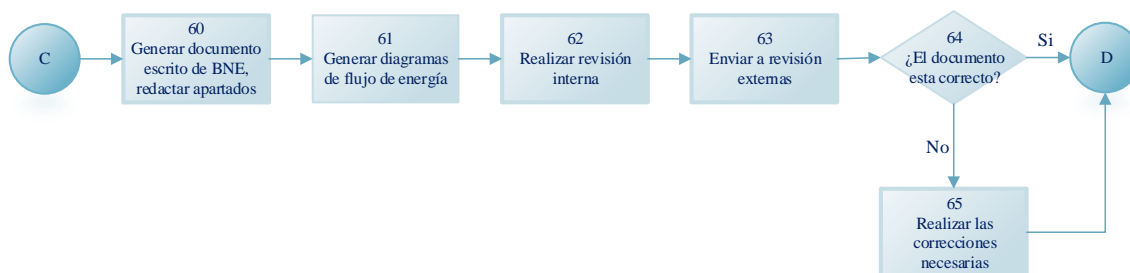 C
60
Generar documento
escrito de BNE,
redactar apartados
61
Generar diagramas
de flujo de energía
62
Realizar revisión
interna
63
Enviar a revisión
externas
64
¿El documento
esta correcto?
Si
D
No
65
Realizar las
correcciones
necesarias